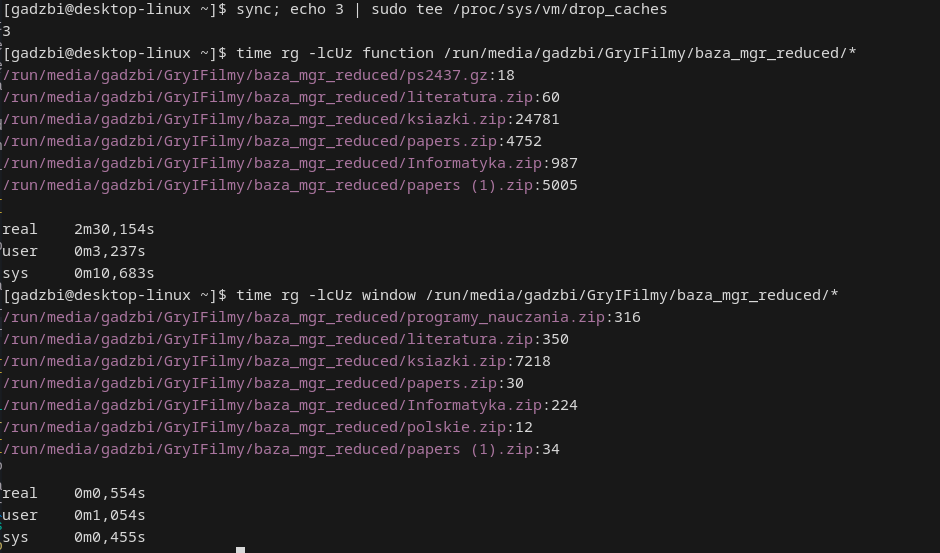 [gadzbi@desktop-linux ~]$ sync; echo 3 | sudo tee /proc/sys/vm/drop_caches
3
[gadzbi@desktop-linux ~]$ time rg -lcUz function /run/media/gadzbi/GryIFilmy/baza_mgr_reduced/*
/run/media/gadzbi/GryIFilmy/baza_mgr_reduced/ps2437.gz:18
/run/media/gadzbi/GryIFilmy/baza_mgr_reduced/literatura.zip:60
/run/media/gadzbi/GryIFilmy/baza_mgr_reduced/ksiazki.zip:24781
/run/media/gadzbi/GryIFilmy/baza_mgr_reduced/papers.zip:4752
/run/media/gadzbi/GryIFilmy/baza_mgr_reduced/Informatyka.zip:987
/run/media/gadzbi/GryIFilmy/baza_mgr_reduced/papers (1).zip:5005
real    2m30,154s
user    0m3,237s
sys     0m10,683s
[gadzbi@desktop-linux ~]$ time rg -lcUz window /run/media/gadzbi/GryIFilmy/baza_mgr_reduced/*
/run/media/gadzbi/GryIFilmy/baza_mgr_reduced/programy_nauczania.zip:316
/run/media/gadzbi/GryIFilmy/baza_mgr_reduced/literatura.zip:350
/run/media/gadzbi/GryIFilmy/baza_mgr_reduced/ksiazki.zip:7218
/run/media/gadzbi/GryIFilmy/baza_mgr_reduced/papers.zip:30
/run/media/gadzbi/GryIFilmy/baza_mgr_reduced/Informatyka.zip:224
/run/media/gadzbi/GryIFilmy/baza_mgr_reduced/polskie.zip:12
/run/media/gadzbi/GryIFilmy/baza_mgr_reduced/papers (1).zip:34
real    0m0,554s
user    0m1,054s
sys     0m0,455s